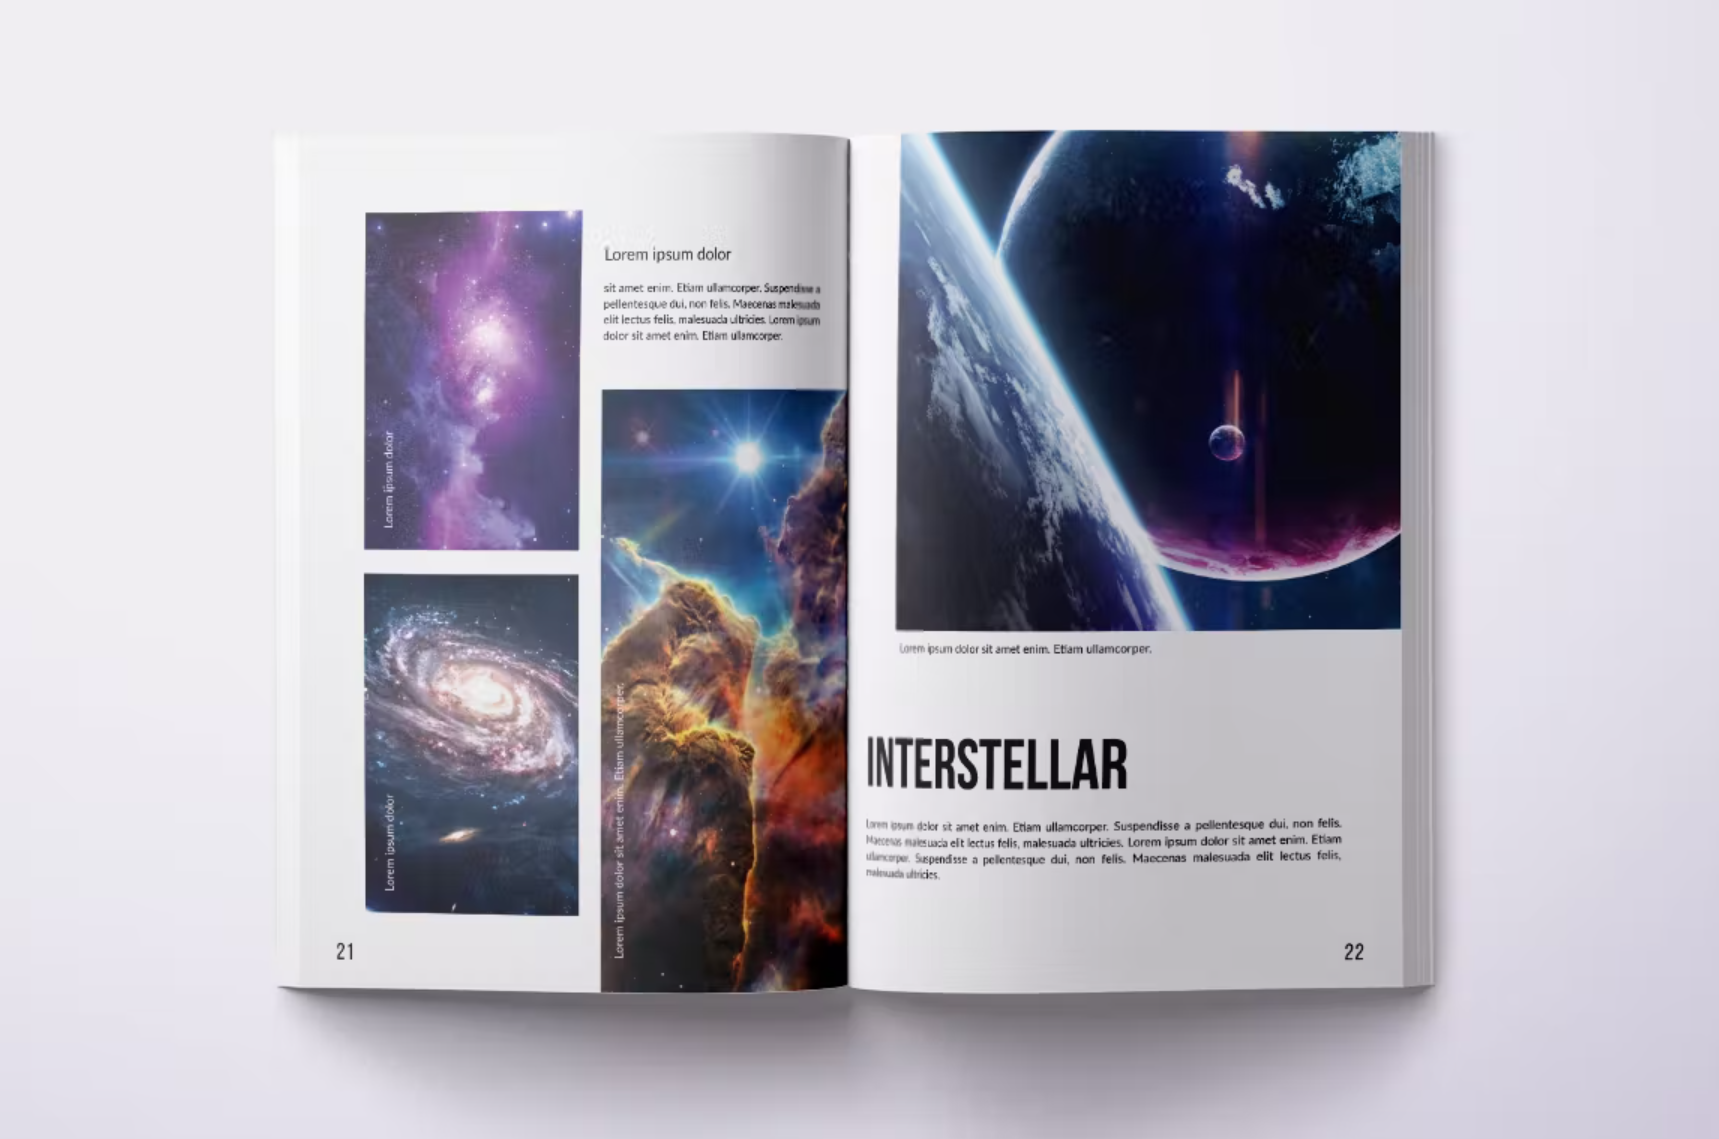 Lorem ipsum dolor
Lorem ipsum dolor
sit amet enim. Etiam ullamcorper. Suspendisse a
pellentesque dui, non felis. Maecenas malesuada
elit lectus felis, malesuada ultricies. Lorem ipsum
dolor sit amet enim. Etiam ullamcorper.
Lorem ipsum dolor
Lorem ipsum dolor sit amet enim. Etiam ullamcorper.
21
Lorem ipsum dolor sit amet enim. Etiam ullamcorper.
INTERSTELLAR
Lorem ipsum dolor sit amet enim. Etiam ullamcorper. Suspendisse a pellentesque dui, non felis.
Maecenas malesuada elit lectus felis, malesuada ultricies. Lorem ipsum dolor sit amet enim. Etiam
ullamcorper. Suspendisse a pellentesque dui, non felis. Maecenas malesuada elit lectus felis,
malesuada ultricies.
22